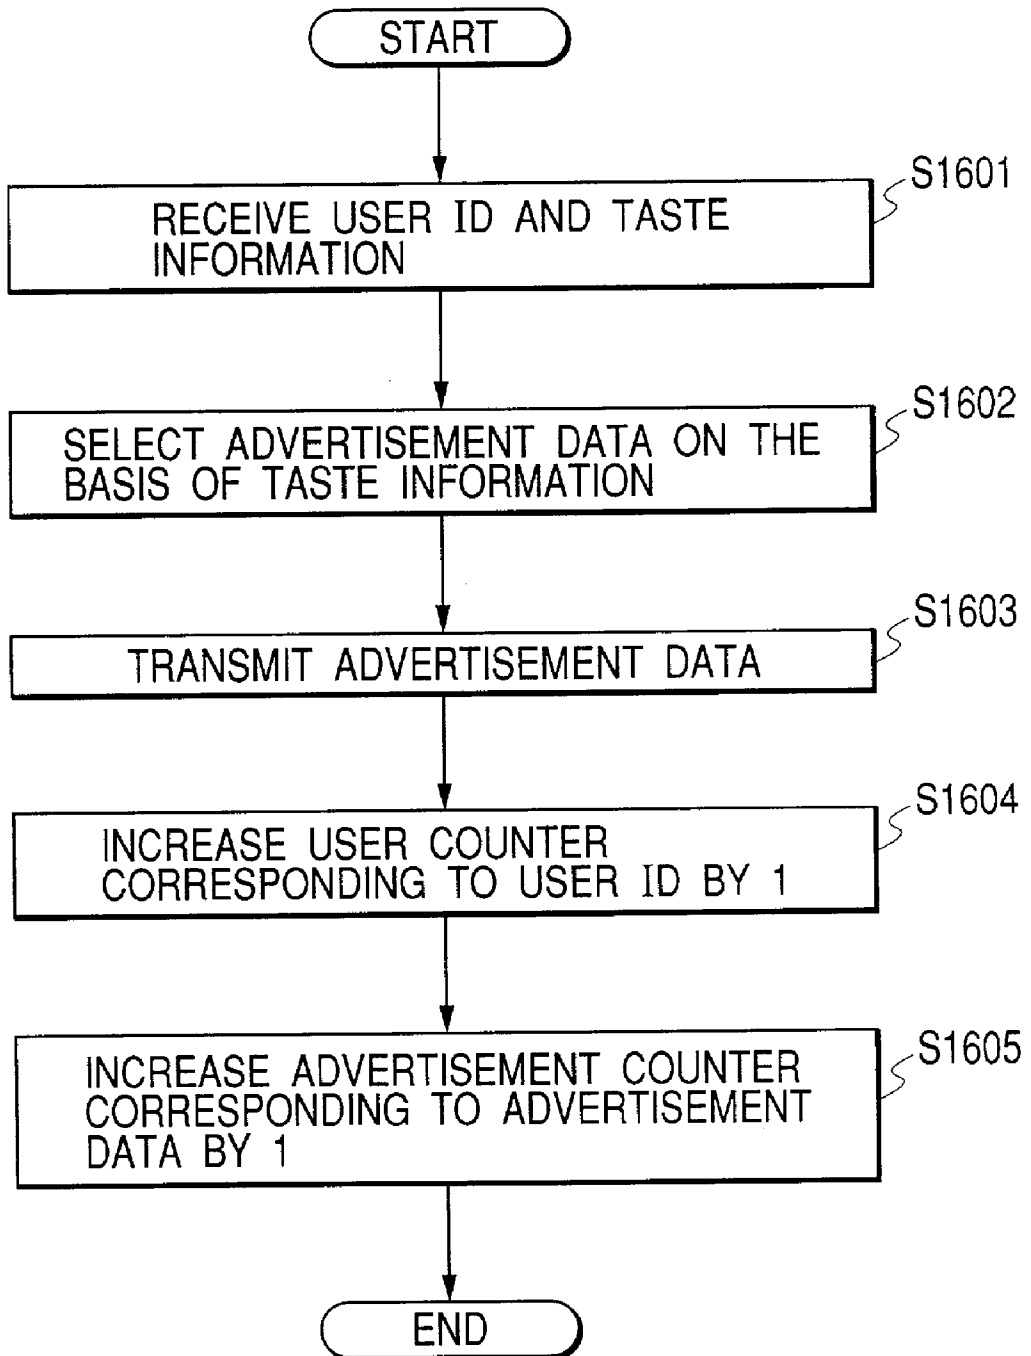 START
S1601
RECEIVE USER ID AND TASTE
INFORMATION
S1602
SELECT ADVERTISEMENT DATA ON THE
BASIS OF TASTE INFORMATION
S1603
TRANSMIT ADVERTISEMENT DATA
S1604
INCREASE USER COUNTER
CORRESPONDING TO USER ID BY 1
S1605
INCREASE ADVERTISEMENT COUNTER
CORRESPONDING TO ADVERTISEMENT
DATA BY 1
END